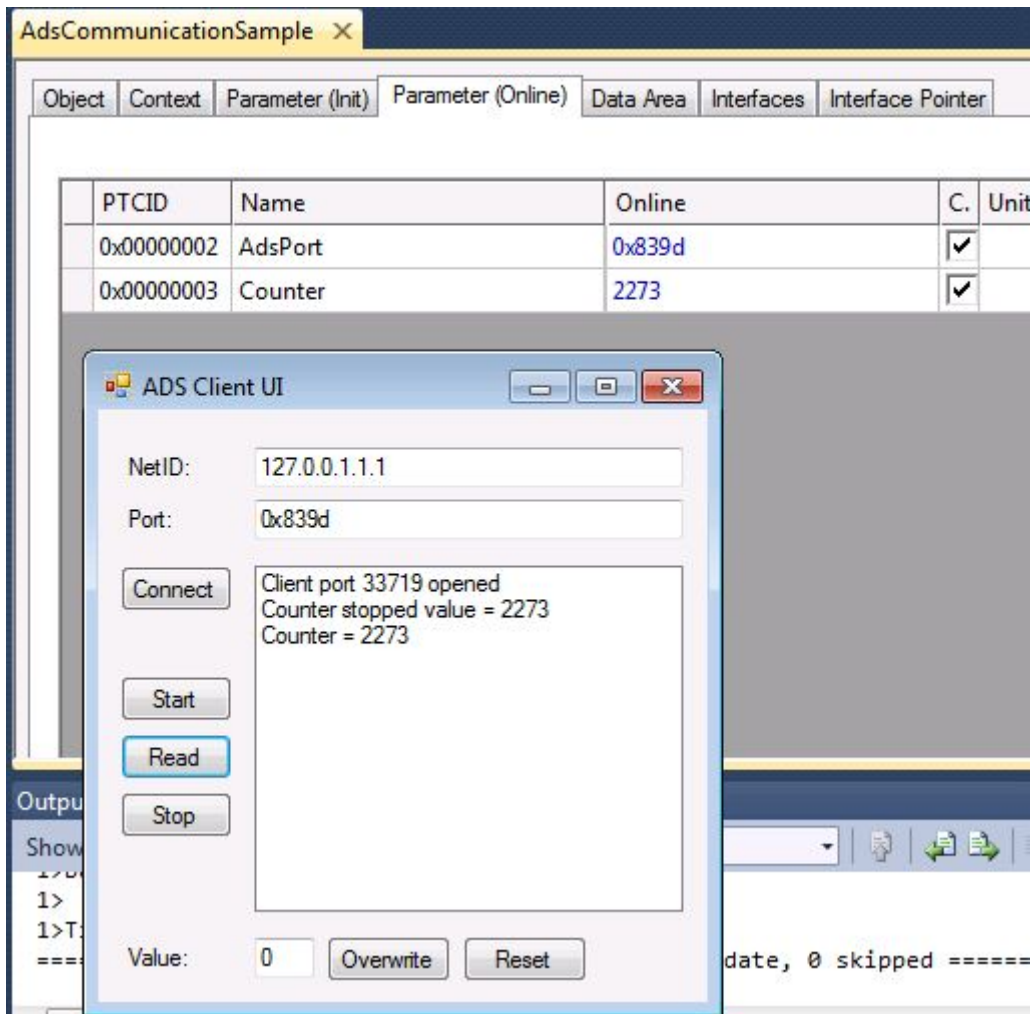 AdsCommunicationSample
Object Context Parameter (Init) Parameter (Online) Data Area Interfaces Interface Pointer
PTCID Name Online C. Unit
0x00000002 AdsPort 0x839d
0x00000003 Counter 2273
ADS Client UI
NetID: 127.0.0.1.1.1
Port: 0x839d
Connect
Client port 33719 opened
Counter stopped value = 2273
Counter = 2273
Start
Read
Stop
Value: 0 Overwrite Reset
Outpu
Show
1>
1>T
==== date, 0 skipped ======